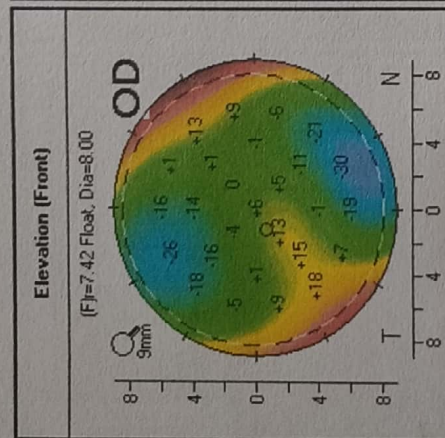 Elevation (Front)
(F)r=7.42 Float, Dia=8.00
9mm
OD
8
4
0
4
8
-16
-26 +1
-18 -14 +13
-16 +1
-5 -4 0 +9
+1 +6 -1
+9 +13 +5 -6
+15 -11
+18 -1 -21
+7 -30
-19
T N
8 4 0 4 8